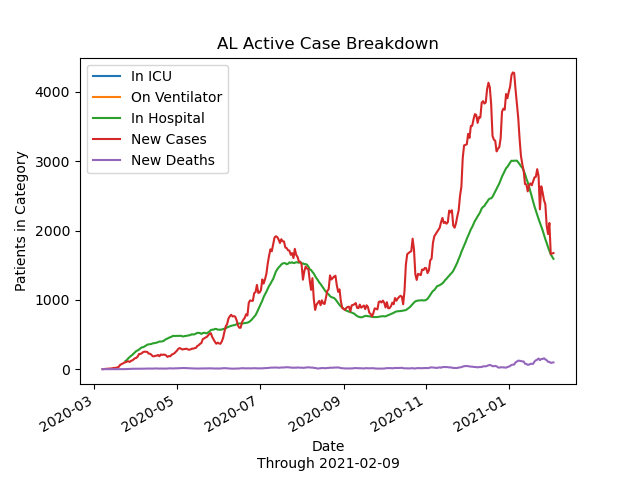 AL Active Case Breakdown
In ICU
On Ventilator
In Hospital
New Cases
New Deaths
Patients in Category
4000
3000
2000
1000
0
2020-03
2020-05
2020-07
2020-09
2020-11
2021-01
Date
Through 2021-02-09